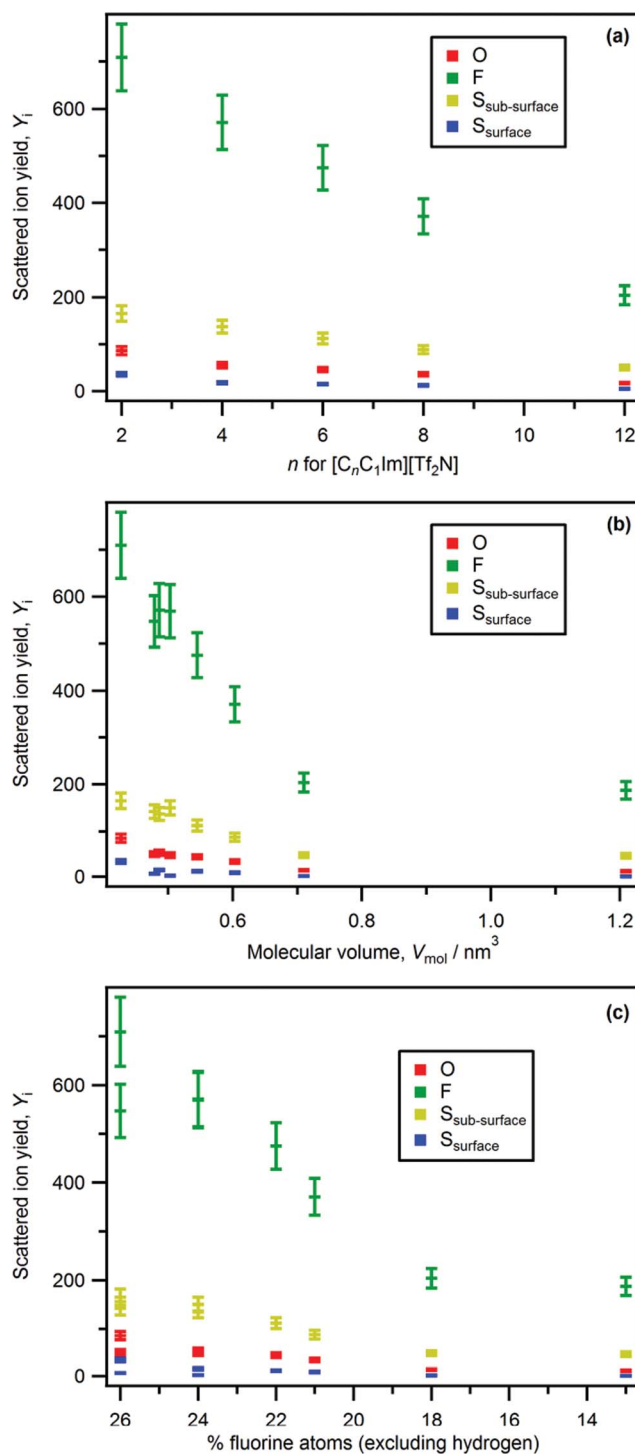 (a)
O
F
S_sub-surface
S_surface
600
400
200
0
Scattered ion yield, Y_i
2 4 6 8 10 12
n for [C_nC_1Im][Tf_2N]
(b)
O
F
S_sub-surface
S_surface
600
400
200
0
Scattered ion yield, Y_i
0.6 0.8 1.0 1.2
Molecular volume, V_mol / nm^3
(c)
O
F
S_sub-surface
S_surface
600
400
200
0
Scattered ion yield, Y_i
26 24 22 20 18 16 14
% fluorine atoms (excluding hydrogen)